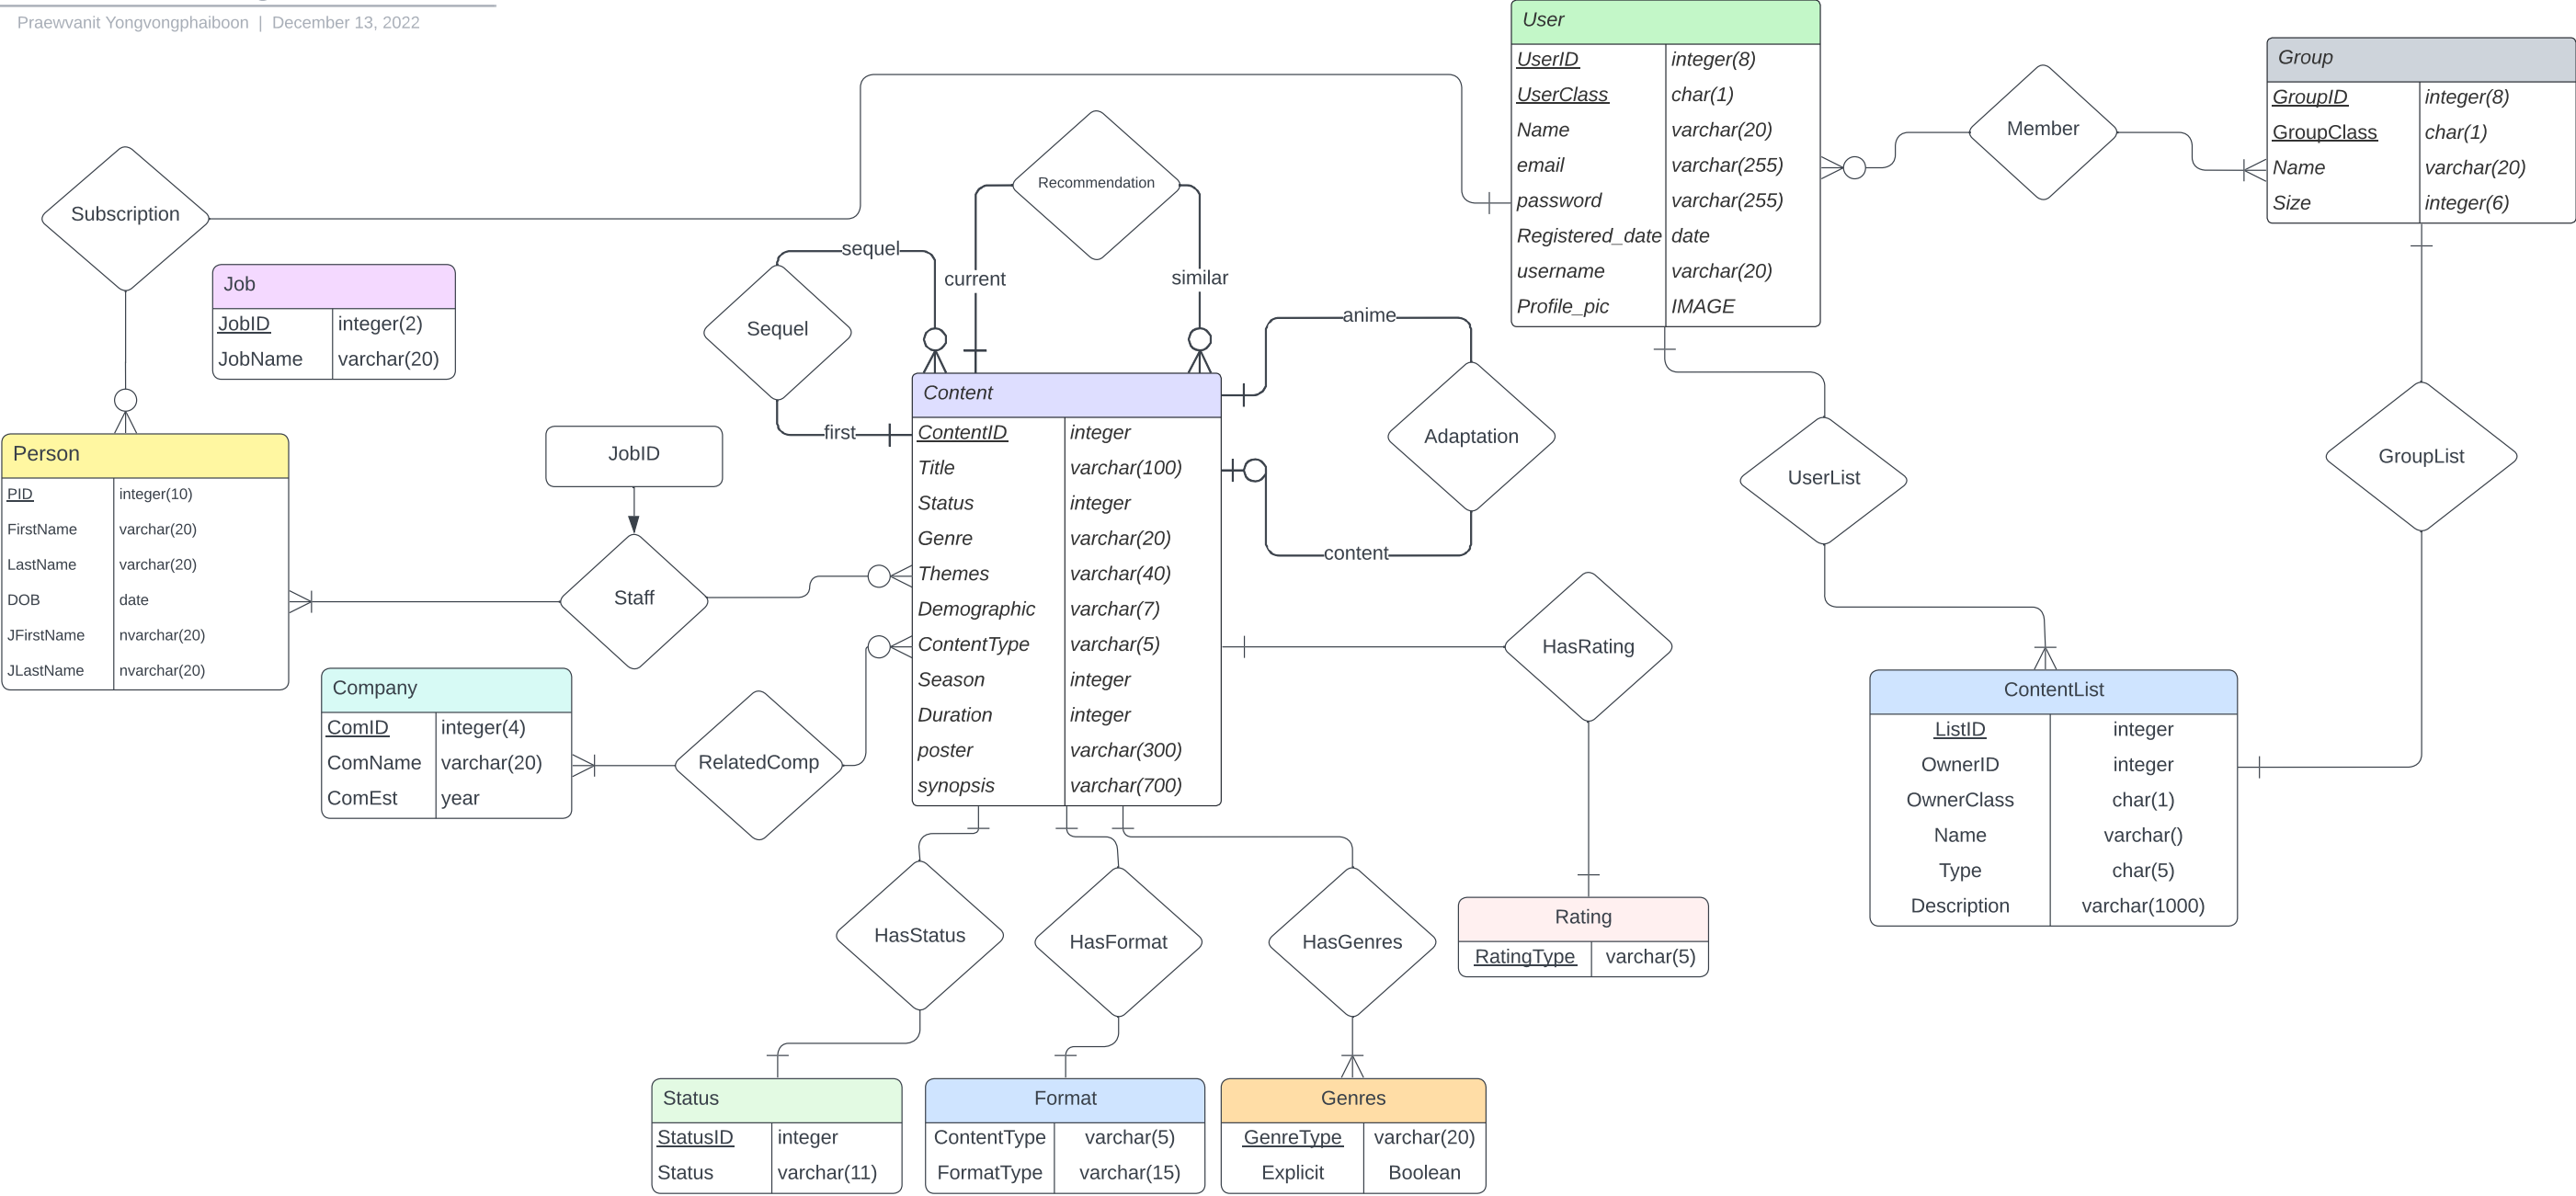 Praewvanit Yongvongphaiboon | December 13, 2022
User
UserID integer(8)
UserClass char(1)
Name varchar(20)
email varchar(255)
password varchar(255)
Registered_date date
username varchar(20)
Profile_pic IMAGE
Group
GroupID integer(8)
GroupClass char(1)
Name varchar(20)
Size integer(6)
Member
Recommendation
Subscription
sequel
current
similar
Job
JobID integer(2)
JobName varchar(20)
Sequel
anime
first
Adaptation
content
Content
ContentID integer
Title varchar(100)
Status integer
Genre varchar(20)
Themes varchar(40)
Demographic varchar(7)
ContentType varchar(5)
Season integer
Duration integer
poster varchar(300)
synopsis varchar(700)
Person
PID integer(10)
FirstName varchar(20)
LastName varchar(20)
DOB date
JFirstName nvarchar(20)
JLastName nvarchar(20)
JobID
Staff
UserList
GroupList
HasRating
Company
ComID integer(4)
ComName varchar(20)
ComEst year
RelatedComp
ContentList
ListID integer
OwnerID integer
OwnerClass char(1)
Name varchar()
Type char(5)
Description varchar(1000)
HasStatus
HasFormat
HasGenres
Rating
RatingType varchar(5)
Status
StatusID integer
Status varchar(11)
Format
ContentType varchar(5)
FormatType varchar(15)
Genres
GenreType varchar(20)
Explicit Boolean